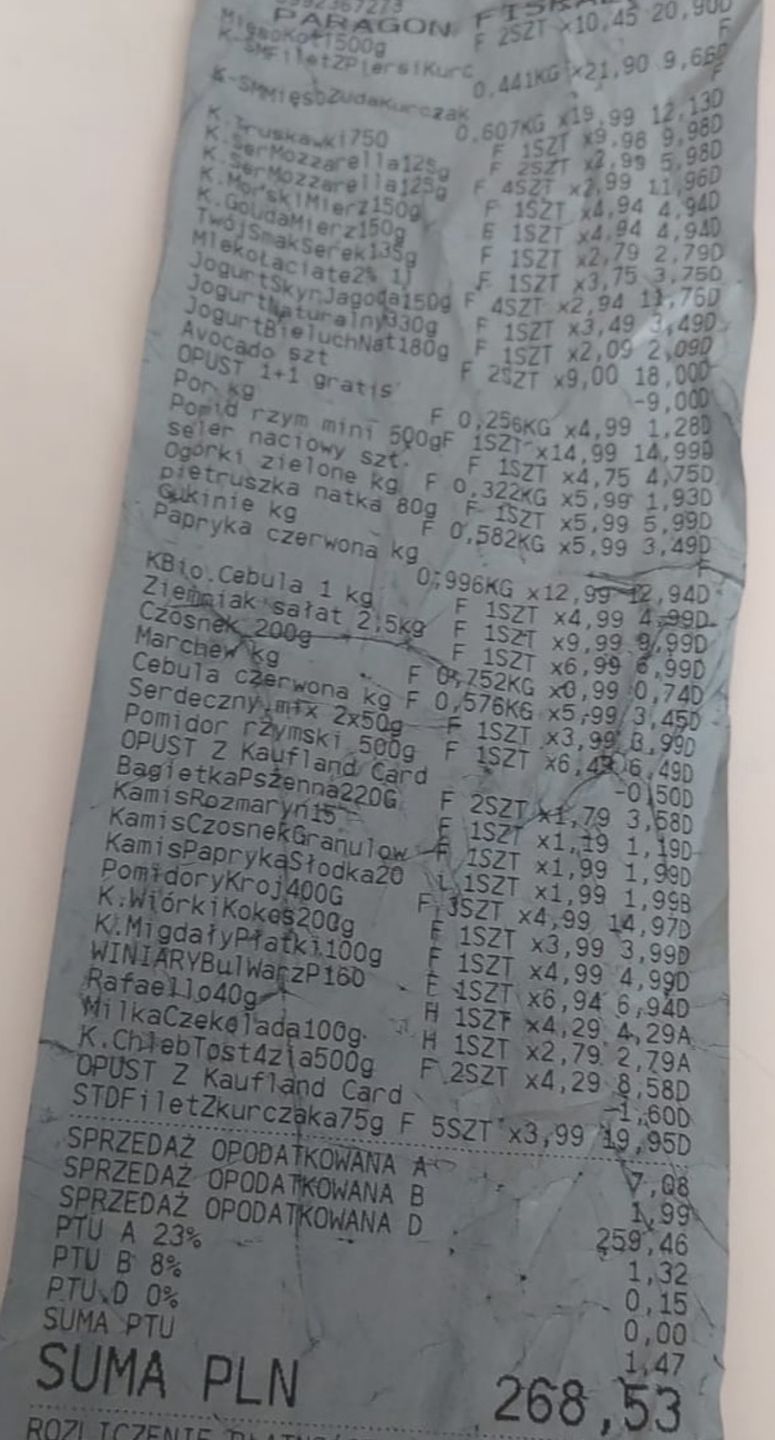 PARAGON FISKALNY
MięsoKoti500g F 2SZT x10,45 20,90D
K.SMFiletZPiersiKurc F
0,441KG x21,90 9,66D
K-SMMięsoZudaKurczak F
0,607KG x19,99 12,13D
K.Truskawki750 F 1SZT x9,98 9,98D
K.SerMozzarella125g F 2SZT x2,99 5,98D
K.SerMozzarella125g F 4SZT x2,99 11,96D
K.MorskiMierz150g F 1SZT x4,94 4,94D
K.GoudaMierz150g F 1SZT x4,94 4,94D
TwójSmakSerek135g F 1SZT x2,79 2,79D
MlekoŁaciate2% 1l F 1SZT x3,75 3,75D
JogurtSkyrJagoda150g F 4SZT x2,94 11,76D
JogurtNaturalny330g F 1SZT x3,49 3,49D
JogurtBieluchNat180g F 1SZT x2,09 2,09D
Avocado szt F 2SZT x9,00 18,00D
OPUST 1+1 gratis -9,00D
Por kg F 0,256KG x4,99 1,28D
Pomid rzym mini 500gF 1SZT x14,99 14,99D
seler naciowy szt. F 1SZT x4,75 4,75D
Ogórki zielone kg F 0,322KG x5,99 1,93D
pietruszka natka 80g F 1SZT x5,99 5,99D
Cukinie kg F 0,582KG x5,99 3,49D
Papryka czerwona kg F
0,996KG x12,99 12,94D
KBio.Cebula 1 kg F 1SZT x4,99 4,99D
Ziemniak sałat 2,5kg F 1SZT x9,99 9,99D
Czosnek 200g F 1SZT x6,99 6,99D
Marchew kg F 0,752KG x0,99 0,74D
Cebula czerwona kg F 0,576KG x5,99 3,45D
Serdeczny mix 2x50g F 1SZT x3,99 3,99D
Pomidor rzymski 500g F 1SZT x6,49 6,49D
OPUST Z Kaufland Card -0,50D
BagietkaPszenna220G F 2SZT x1,79 3,58D
KamisRozmaryn15 F 1SZT x1,19 1,19D
KamisCzosnekGranulow F 1SZT x1,99 1,99D
KamisPaprykaSłodka20 1SZT x1,99 1,99B
PomidoryKroj400G F 3SZT x4,99 14,97D
K.WiórkiKokos200g F 1SZT x3,99 3,99D
K.MigdałyPłatki100g F 1SZT x4,99 4,99D
WINIARYBulWarzP160 F 1SZT x6,94 6,94D
Rafaello40g H 1SZT x4,29 4,29A
MilkaCzekolada100g H 1SZT x2,79 2,79A
K.ChlebTost4zia500g F 2SZT x4,29 8,58D
OPUST Z Kaufland Card -1,60D
STDFiletZkurczaka75g F 5SZT x3,99 19,95D
SPRZEDAŻ OPODATKOWANA A 7,08
SPRZEDAŻ OPODATKOWANA B 1,99
SPRZEDAŻ OPODATKOWANA D 259,46
PTU A 23% 1,32
PTU B 8% 0,15
PTU D 0% 0,00
SUMA PTU 1,47
SUMA PLN 268,53